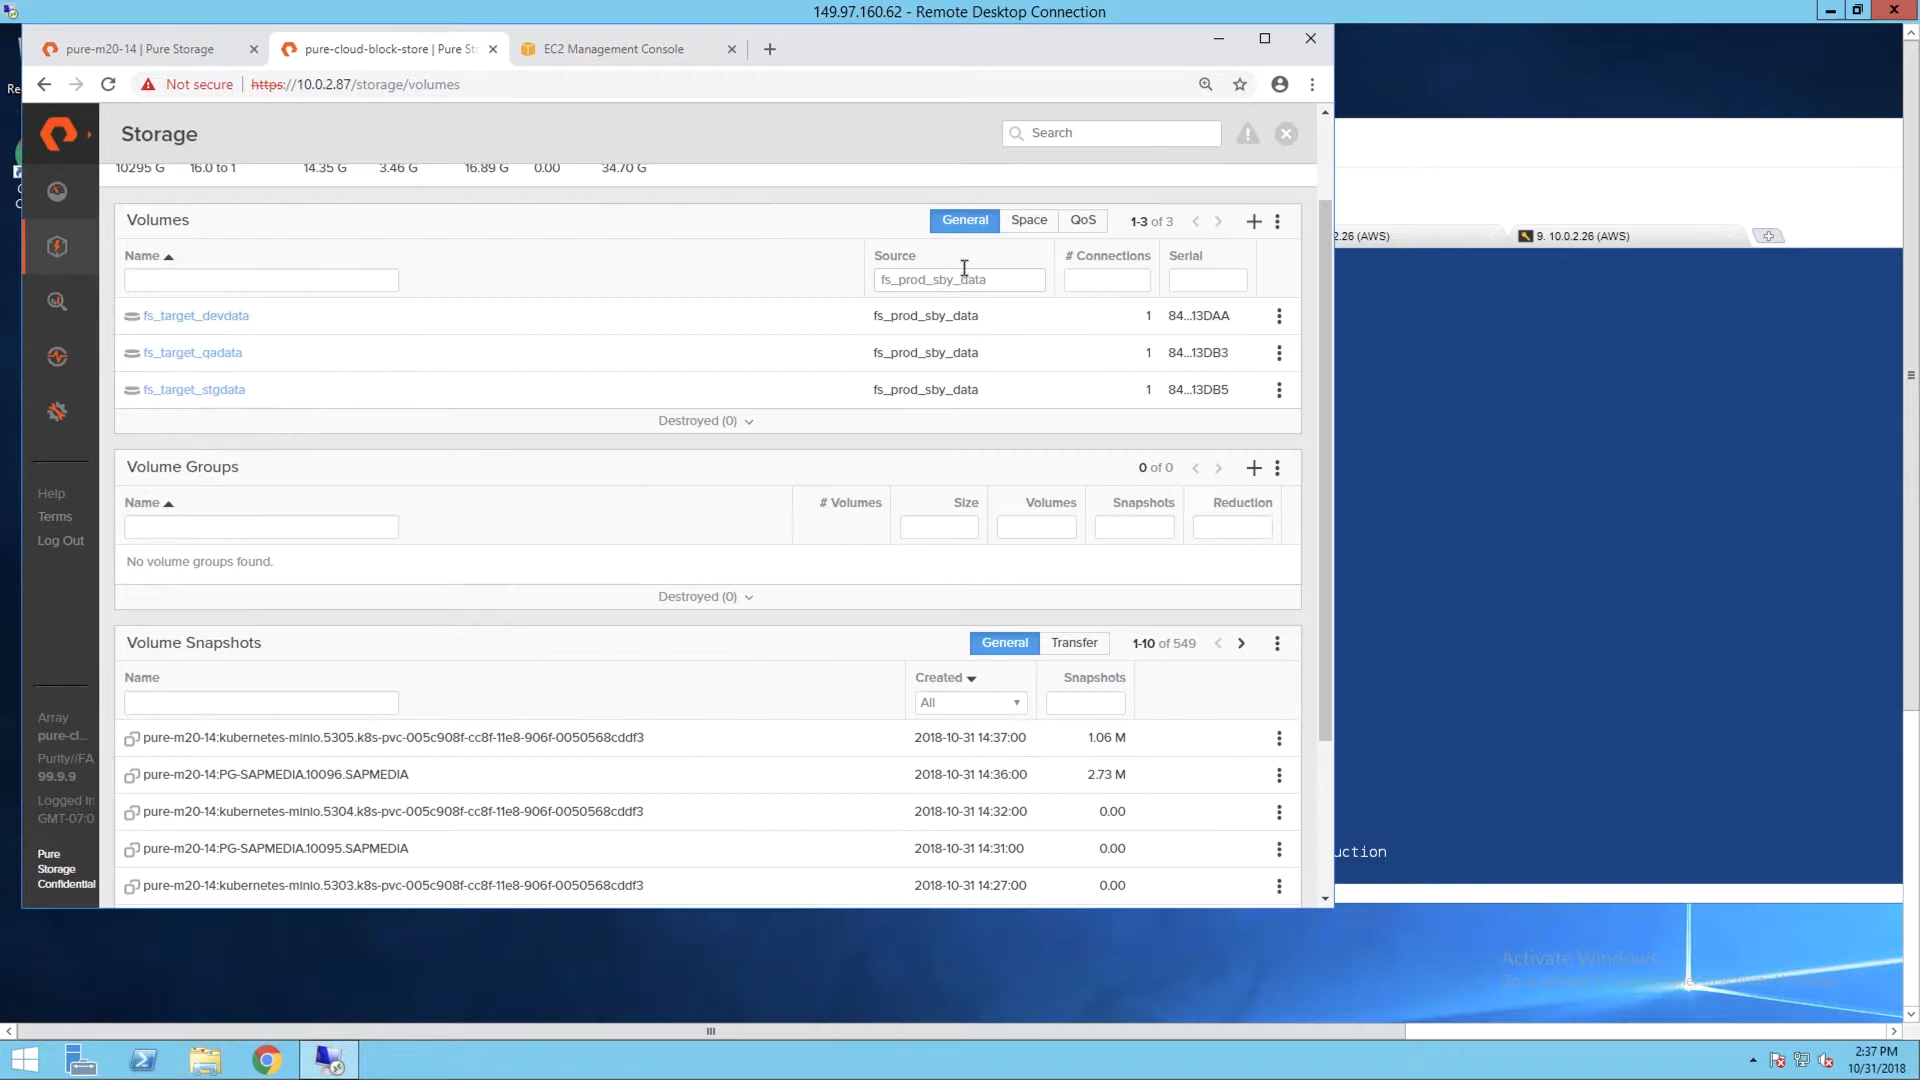 149.97.160.62 - Remote Desktop Connection
pure-m20-14 | Pure Storage
pure-cloud-block-store | Pure St
EC2 Management Console
Not secure
https://10.0.2.87/storage/volumes
Storage
Search
10295 G 16.0 to 1 14.35 G 3.46 G 16.89 G 0.00 34.70 G
Volumes
General Space QoS 1-3 of 3
Name Source # Connections Serial
fs_prod_sby_data
fs_target_devdata fs_prod_sby_data 1 84...13DAA
fs_target_qadata fs_prod_sby_data 1 84...13DB3
fs_target_stgdata fs_prod_sby_data 1 84...13DB5
Destroyed (0)
Volume Groups
0 of 0
Name # Volumes Size Volumes Snapshots Reduction
No volume groups found.
Destroyed (0)
Volume Snapshots
General Transfer 1-10 of 549
Name Created Snapshots
All
pure-m20-14:kubernetes-minio.5305.k8s-pvc-005c908f-cc8f-11e8-906f-0050568cddf3 2018-10-31 14:37:00 1.06 M
pure-m20-14:PG-SAPMEDIA.10096.SAPMEDIA 2018-10-31 14:36:00 2.73 M
pure-m20-14:kubernetes-minio.5304.k8s-pvc-005c908f-cc8f-11e8-906f-0050568cddf3 2018-10-31 14:32:00 0.00
pure-m20-14:PG-SAPMEDIA.10095.SAPMEDIA 2018-10-31 14:31:00 0.00
pure-m20-14:kubernetes-minio.5303.k8s-pvc-005c908f-cc8f-11e8-906f-0050568cddf3 2018-10-31 14:27:00 0.00
Help
Terms
Log Out
Array
pure-cl...
Purity//FA
99.9.9
Logged In
GMT-07:0
Pure
Storage
Confidential
2.26 (AWS)
9. 10.0.2.26 (AWS)
uction
Re
Activate Windows
2:37 PM
10/31/2018